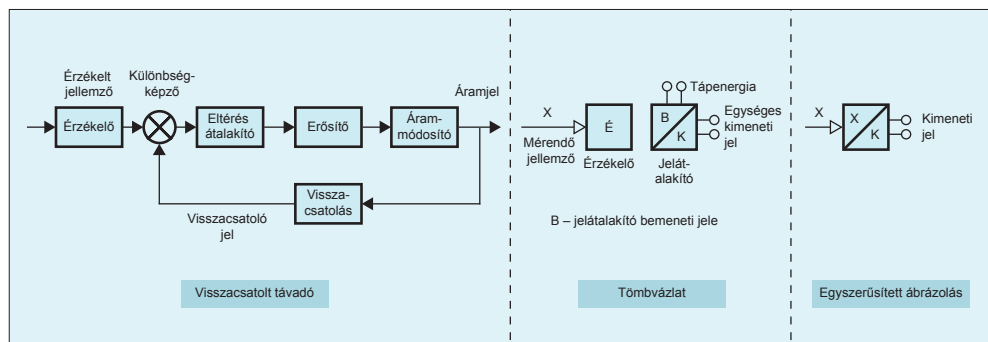 Érzékelt
jellemző
Különbség-
képző
Érzékelő
Eltérés
átalakító
Erősítő
Áram-
módosító
Áramjel
Vissza-
csatolás
Visszacsatoló
jel
Visszacsatolt távadó
X
Mérendő
jellemző
É
Érzékelő
Tápenergia
B
K
Egységes
kimeneti
jel
Jelát-
alakító
B – jelátalakító bemeneti jele
Tömbvázlat
X
X
K
Kimeneti
jel
Egyszerűsített ábrázolás